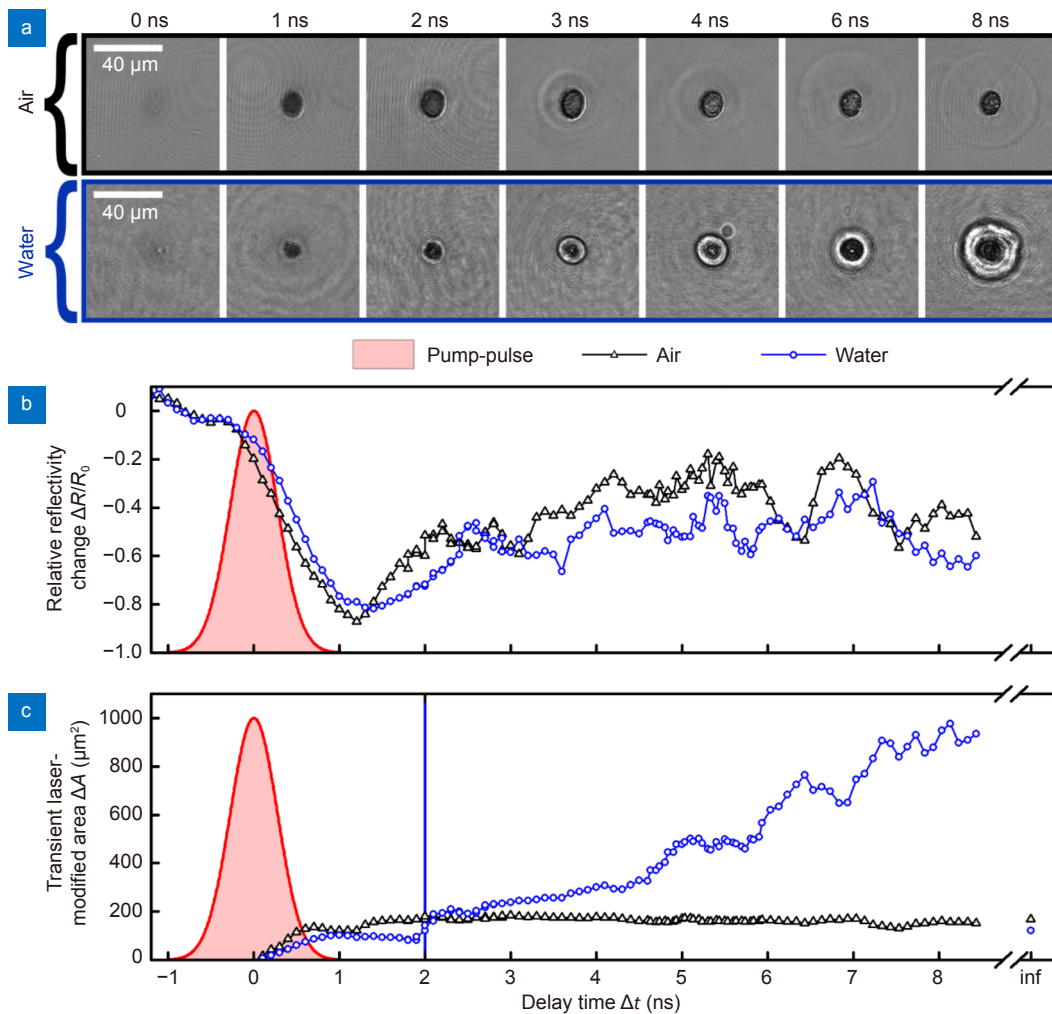 a
0 ns 1 ns 2 ns 3 ns 4 ns 6 ns 8 ns
Air
40 μm
Water
40 μm
Pump-pulse Air Water
b
Relative reflectivity
change ΔR/R₀
0
−0.2
−0.4
−0.6
−0.8
−1.0
c
Transient laser-
modified area ΔA (μm²)
1000
800
600
400
200
0
−1 0 1 2 3 4 5 6 7 8 inf
Delay time Δt (ns)